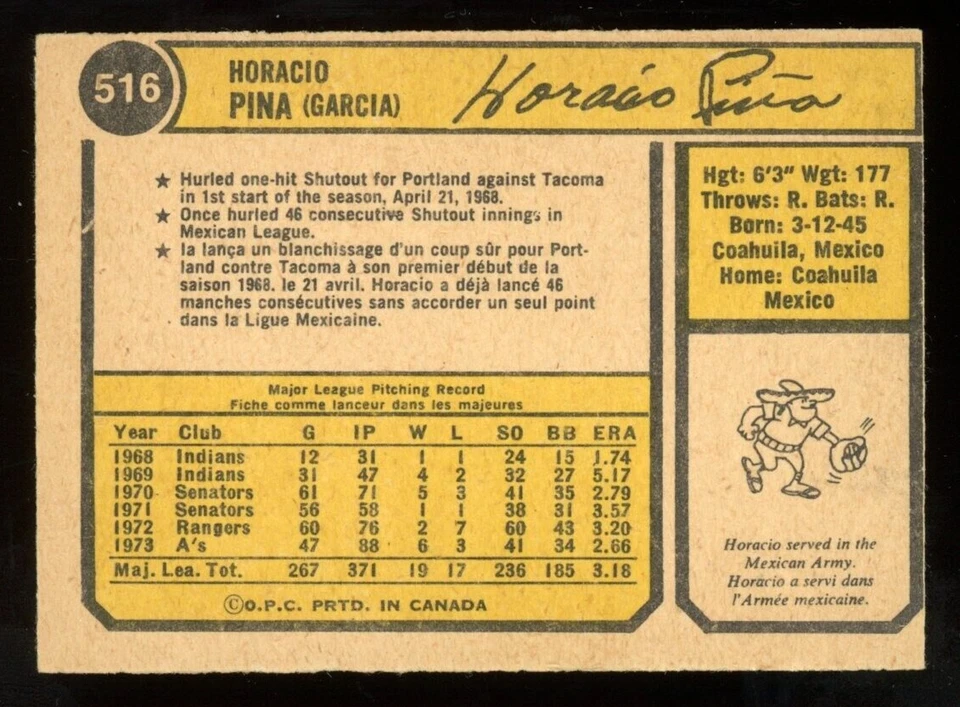 516
HORACIO
PINA (GARCIA)
Horacio Piña
★ Hurled one-hit Shutout for Portland against Tacoma
in 1st start of the season, April 21, 1968.
★ Once hurled 46 consecutive Shutout innings in
Mexican League.
★ la lança un blanchissage d'un coup sûr pour Port-
land contre Tacoma à son premier début de la
saison 1968. le 21 avril. Horacio a déjà lancé 46
manches consécutives sans accorder un seul point
dans la Ligue Mexicaine.
Hgt: 6'3" Wgt: 177
Throws: R. Bats: R.
Born: 3-12-45
Coahuila, Mexico
Home: Coahuila
Mexico
Major League Pitching Record
Fiche comme lanceur dans les majeures
Year Club G IP W L SO BB ERA
1968 Indians 12 31 1 1 24 15 1.74
1969 Indians 31 47 4 2 32 27 5.17
1970 Senators 61 71 5 3 41 35 2.79
1971 Senators 56 58 1 1 38 31 3.57
1972 Rangers 60 76 2 7 60 43 3.20
1973 A's 47 88 6 3 41 34 2.66
Maj. Lea. Tot. 267 371 19 17 236 185 3.18
©O.P.C. PRTD. IN CANADA
Horacio served in the
Mexican Army.
Horacio a servi dans
l'Armée mexicaine.